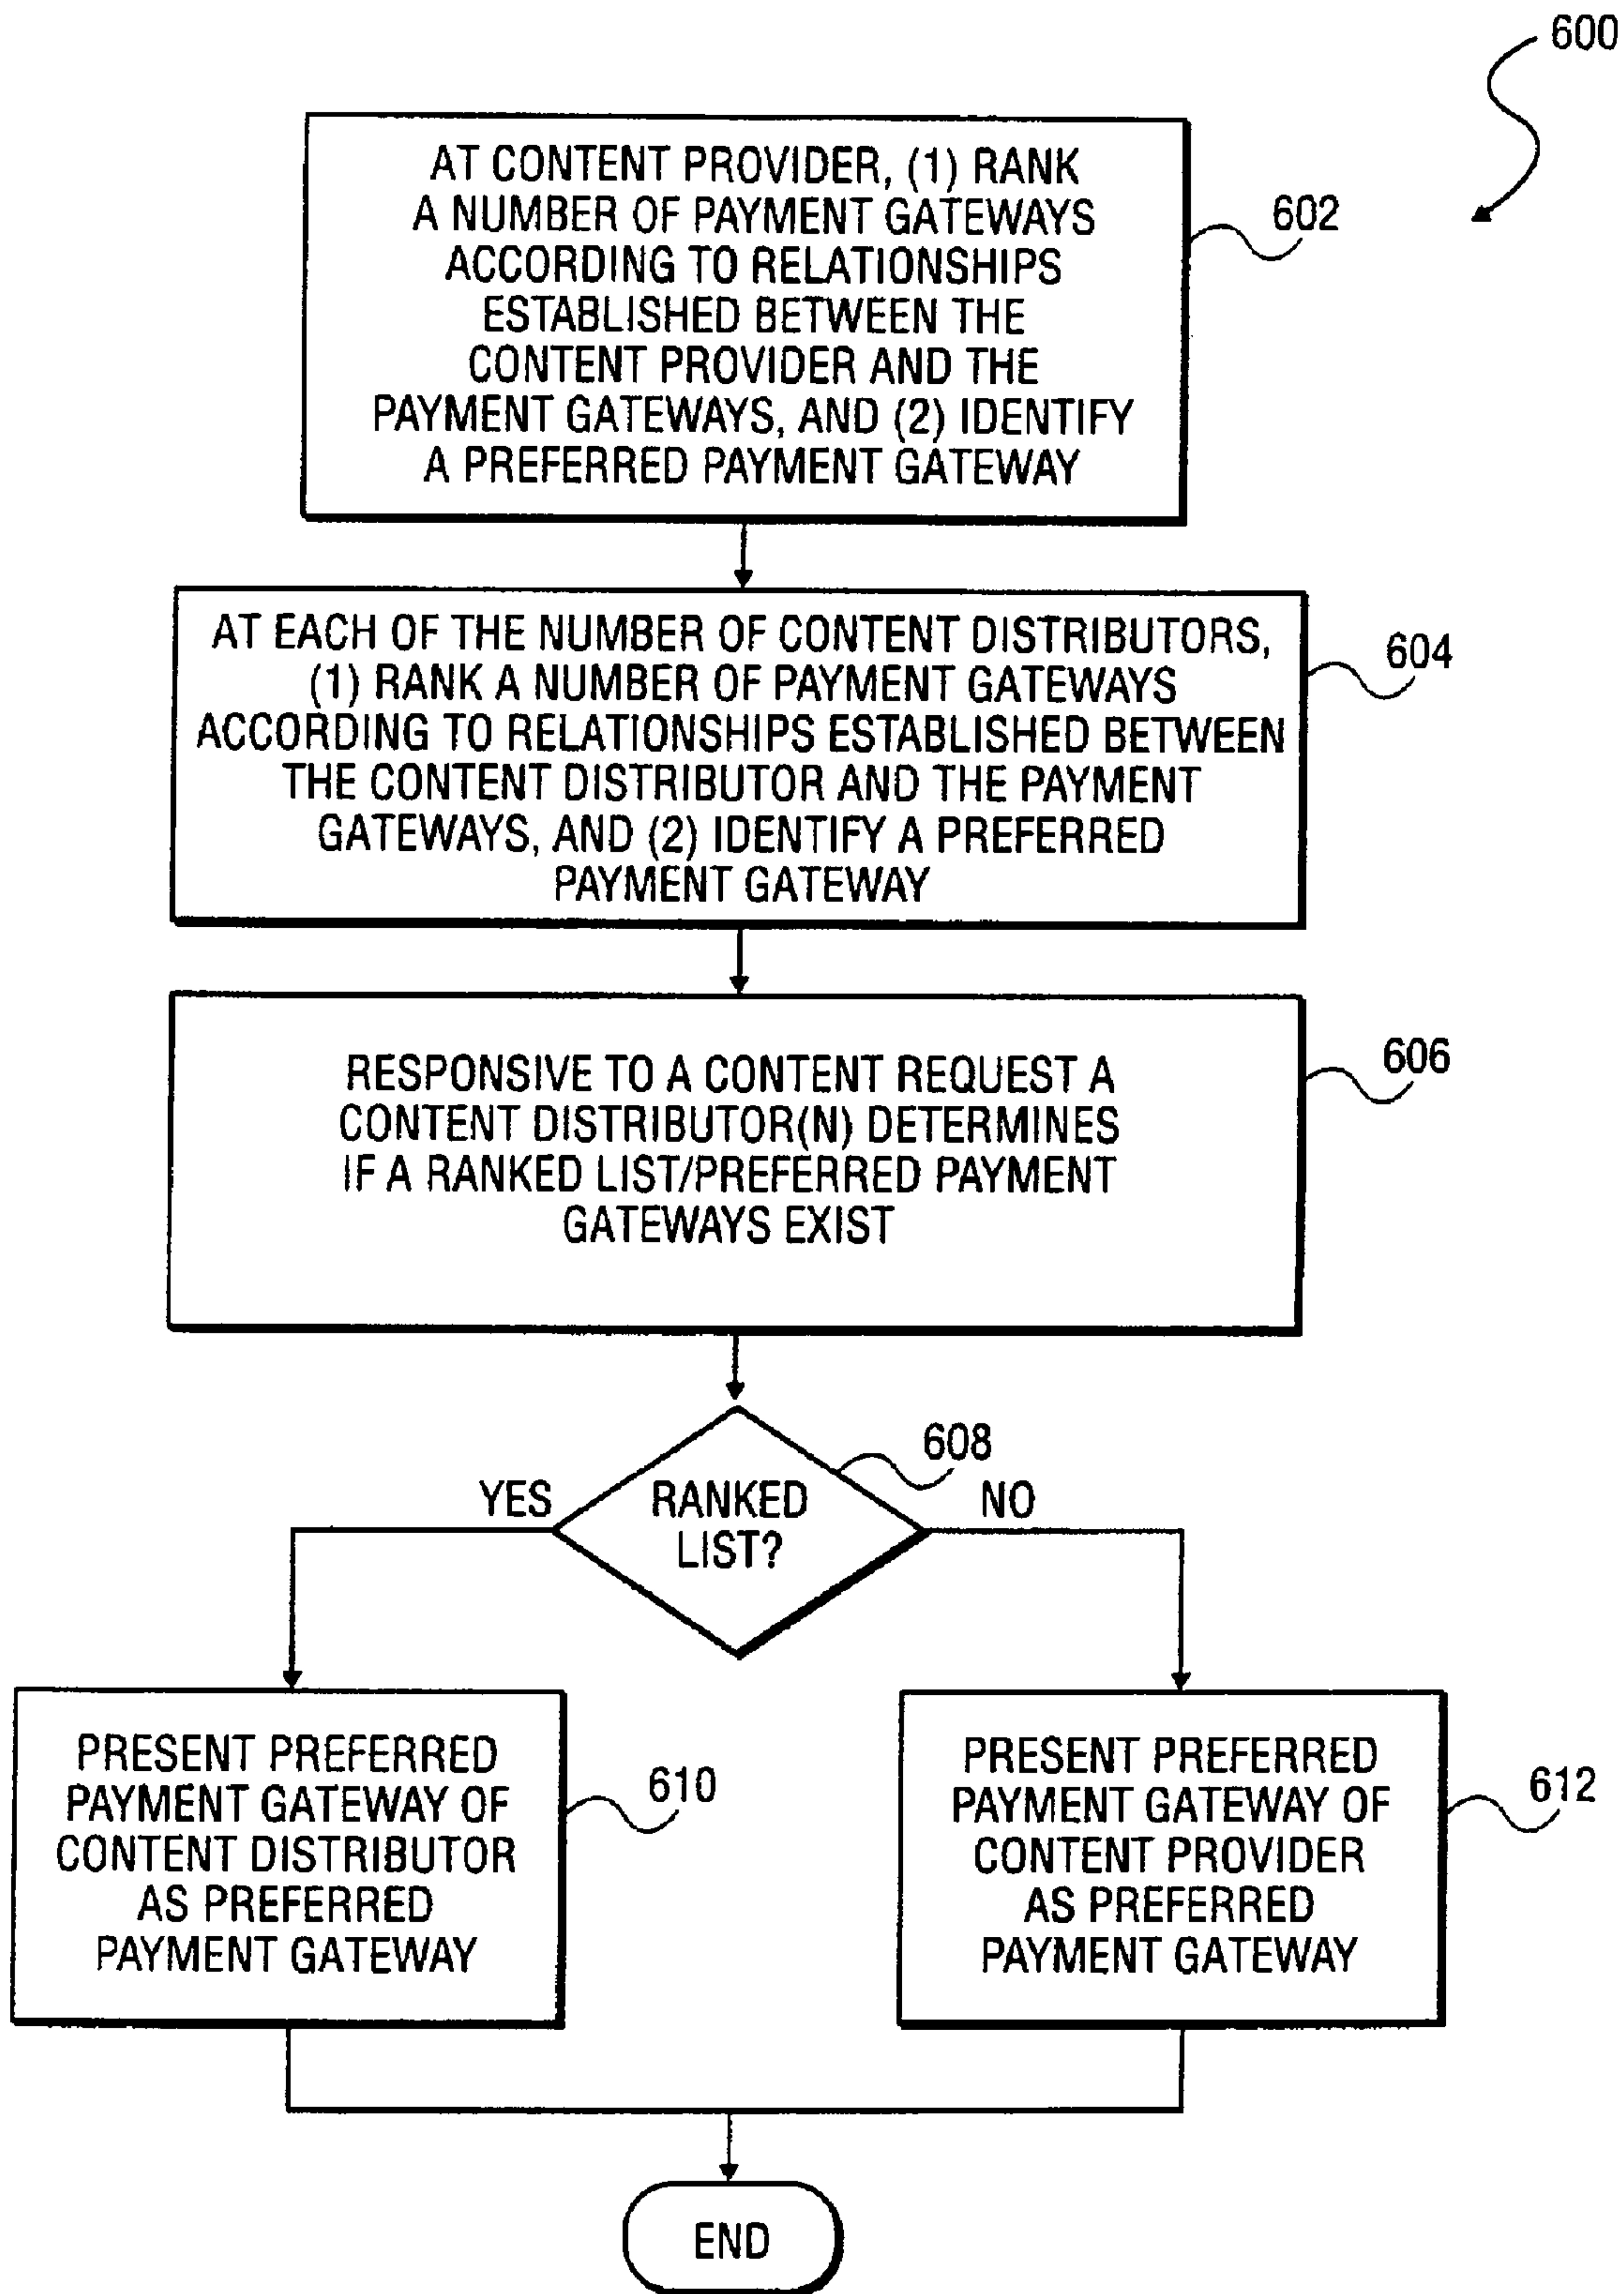 600
AT CONTENT PROVIDER, (1) RANK
A NUMBER OF PAYMENT GATEWAYS
ACCORDING TO RELATIONSHIPS
ESTABLISHED BETWEEN THE
CONTENT PROVIDER AND THE
PAYMENT GATEWAYS, AND (2) IDENTIFY
A PREFERRED PAYMENT GATEWAY
602
AT EACH OF THE NUMBER OF CONTENT DISTRIBUTORS,
(1) RANK A NUMBER OF PAYMENT GATEWAYS
ACCORDING TO RELATIONSHIPS ESTABLISHED BETWEEN
THE CONTENT DISTRIBUTOR AND THE PAYMENT
GATEWAYS, AND (2) IDENTIFY A PREFERRED
PAYMENT GATEWAY
604
RESPONSIVE TO A CONTENT REQUEST A
CONTENT DISTRIBUTOR(N) DETERMINES
IF A RANKED LIST/PREFERRED PAYMENT
GATEWAYS EXIST
606
608
YES
RANKED
LIST?
NO
PRESENT PREFERRED
PAYMENT GATEWAY OF
CONTENT DISTRIBUTOR
AS PREFERRED
PAYMENT GATEWAY
610
PRESENT PREFERRED
PAYMENT GATEWAY OF
CONTENT PROVIDER
AS PREFERRED
PAYMENT GATEWAY
612
END